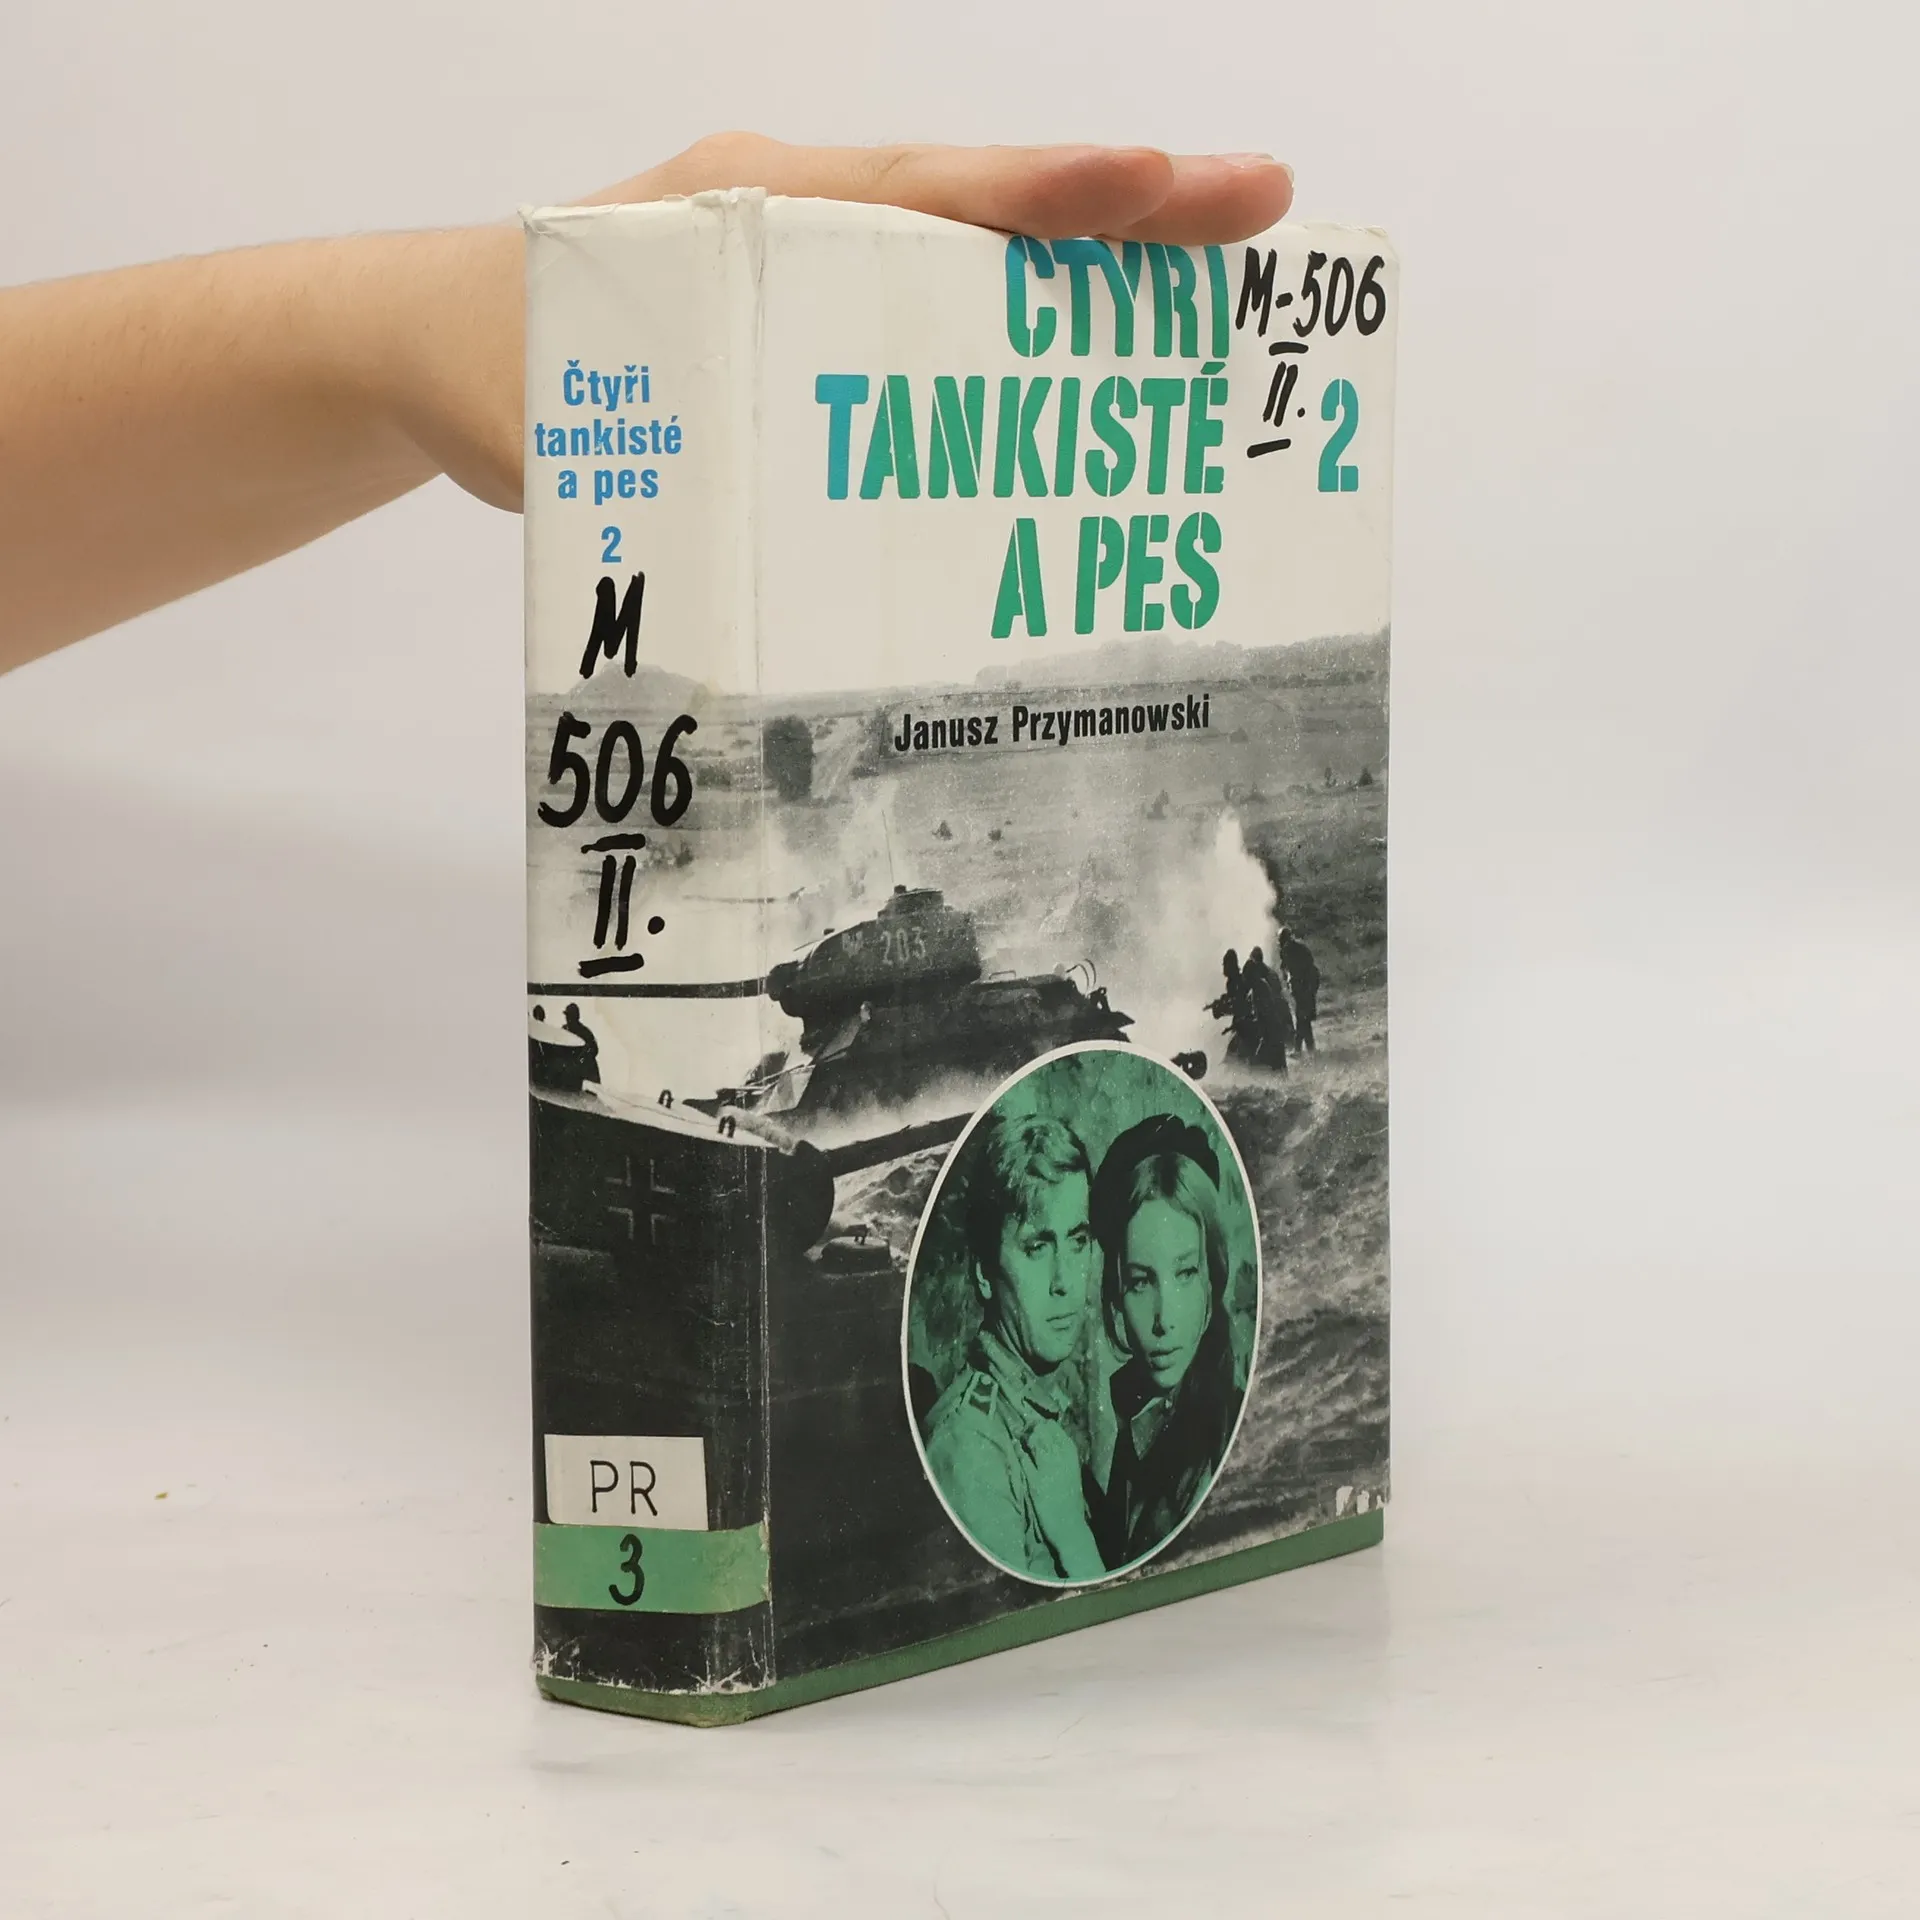 Čtyři
tankisté
a pes
2
M
506
II.
PR
3
ČTYŘI
TANKISTÉ 2
A PES
M-506
II.
Janusz Przymanowski
203